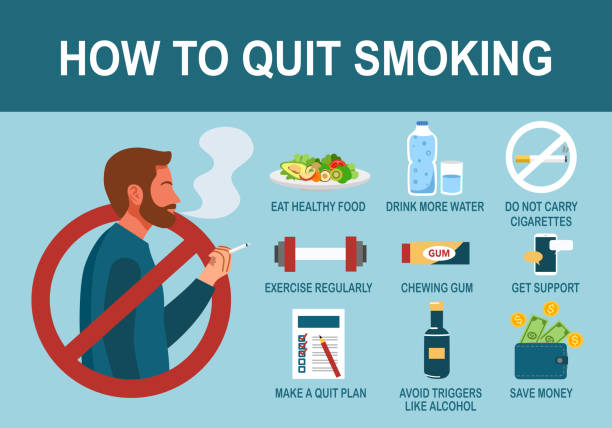 HOW TO QUIT SMOKING
EAT HEALTHY FOOD
DRINK MORE WATER
DO NOT CARRY
CIGARETTES
GUM
EXERCISE REGULARLY
CHEWING GUM
GET SUPPORT
MAKE A QUIT PLAN
AVOID TRIGGERS
LIKE ALCOHOL
$
$
$
SAVE MONEY